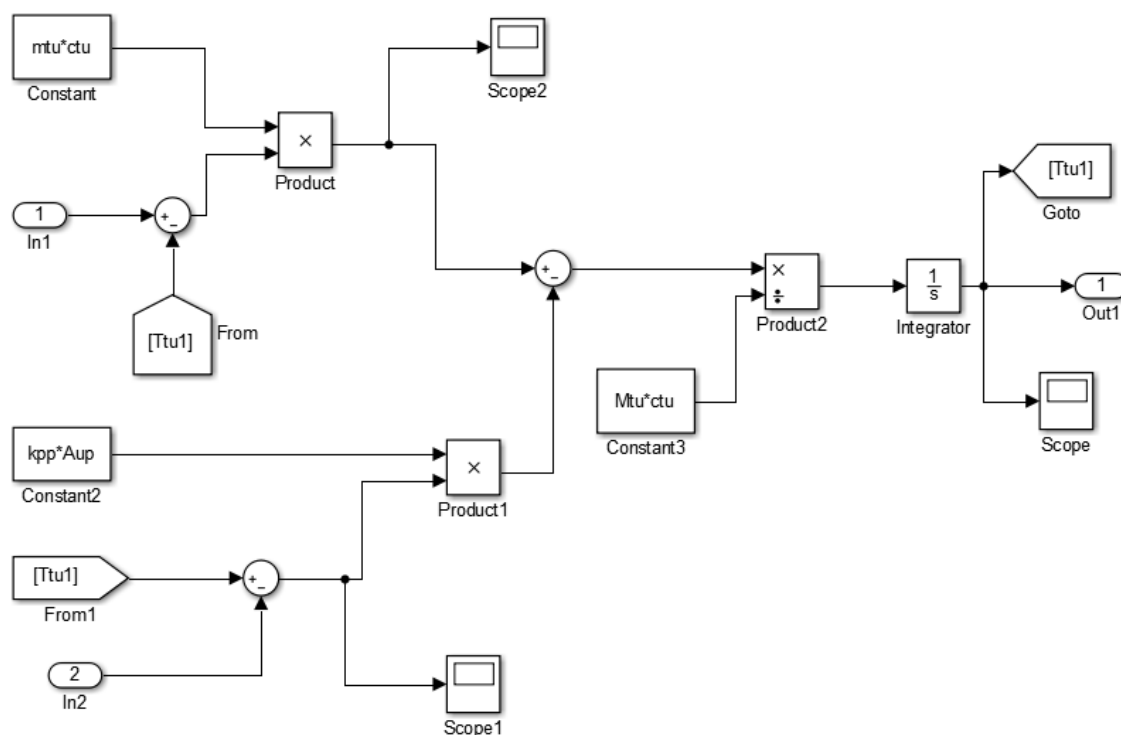 mtu*ctu
Constant
Scope2
×
Product
[Ttu1]
Goto
1
In1
+
−
[Ttu1]
From
+
−
×
÷
Product2
1
s
Integrator
1
Out1
Mtu*ctu
Constant3
Scope
kpp*Aup
Constant2
×
Product1
[Ttu1]
From1
+
−
2
In2
Scope1